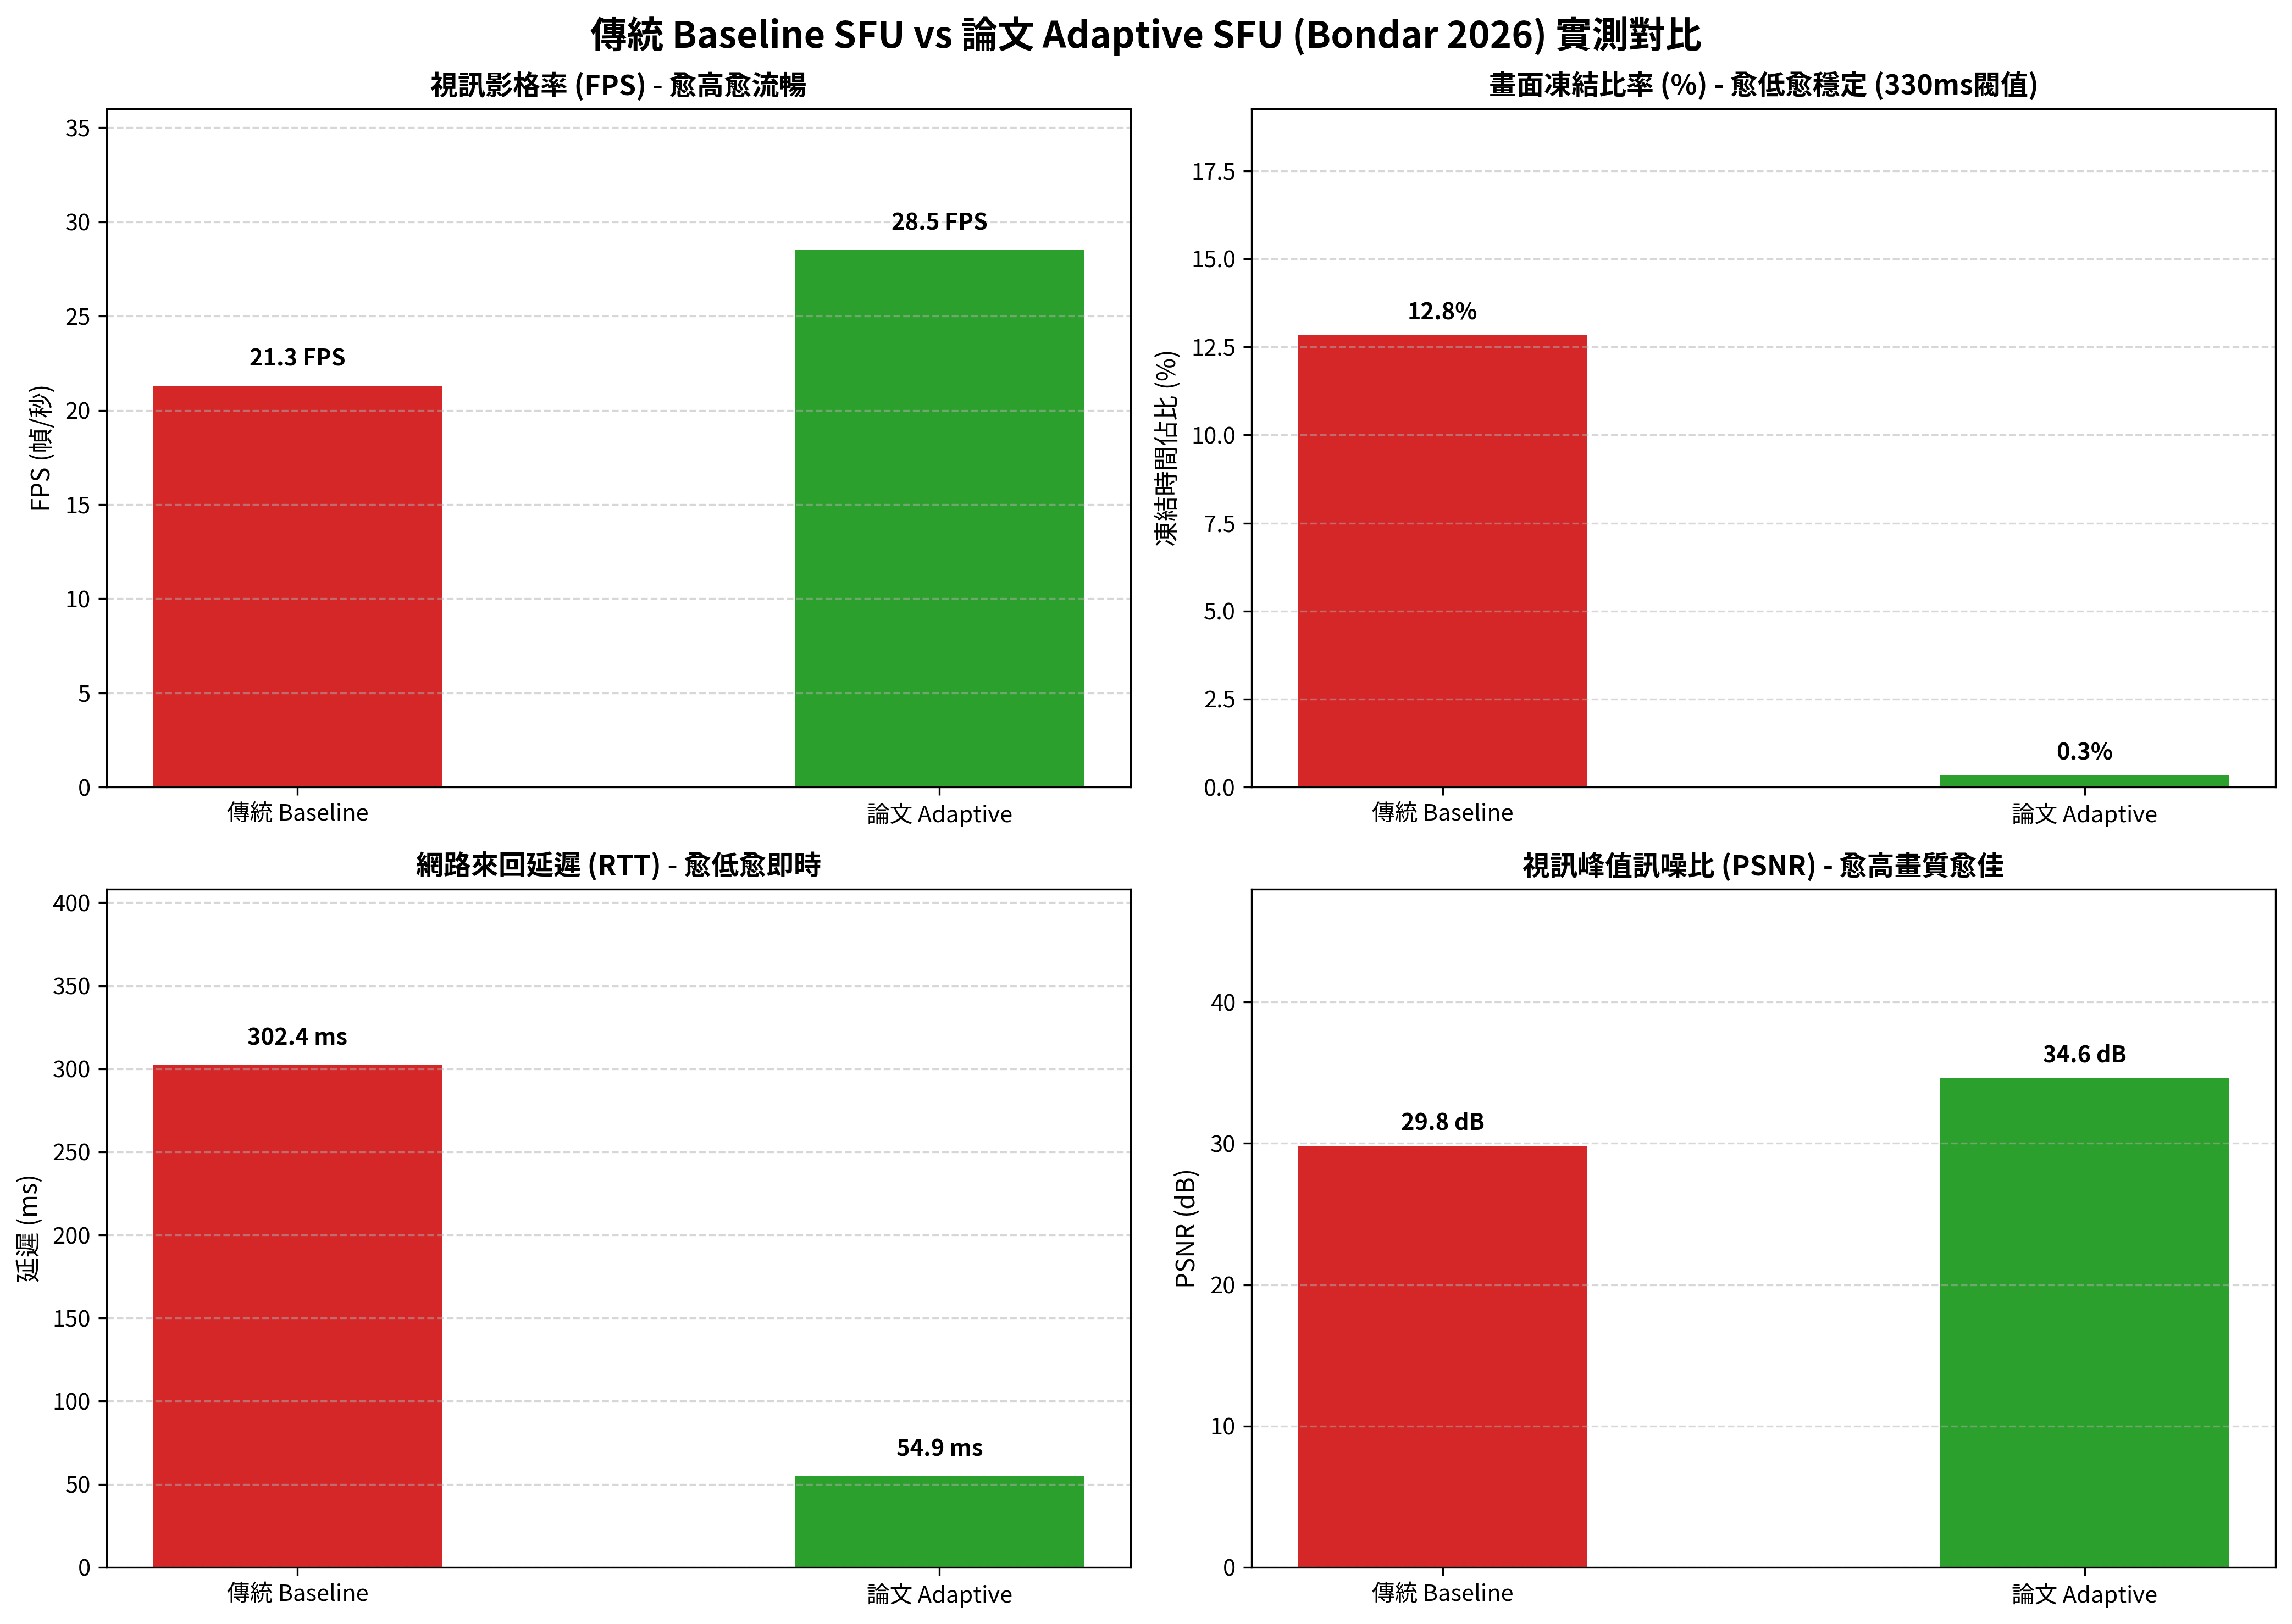 傳統 Baseline SFU vs 論文 Adaptive SFU (Bondar 2026) 實測對比
視訊影格率 (FPS) - 愈高愈流暢
FPS (幀/秒)
35
30
25
20
15
10
5
0
21.3 FPS
28.5 FPS
傳統 Baseline
論文 Adaptive
畫面凍結比率 (%) - 愈低愈穩定 (330ms閥值)
凍結時間佔比 (%)
17.5
15.0
12.5
10.0
7.5
5.0
2.5
0.0
12.8%
0.3%
傳統 Baseline
論文 Adaptive
網路來回延遲 (RTT) - 愈低愈即時
延遲 (ms)
400
350
300
250
200
150
100
50
0
302.4 ms
54.9 ms
傳統 Baseline
論文 Adaptive
視訊峰值訊噪比 (PSNR) - 愈高畫質愈佳
PSNR (dB)
40
30
20
10
0
29.8 dB
34.6 dB
傳統 Baseline
論文 Adaptive